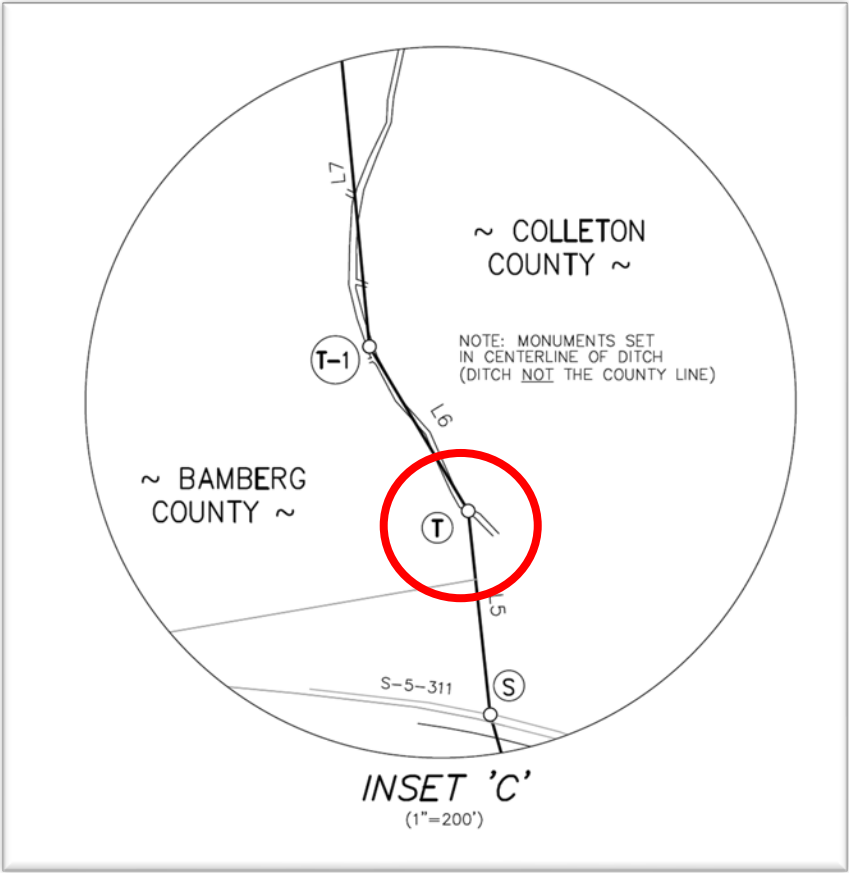 L7
~ COLLETON
COUNTY ~
NOTE: MONUMENTS SET
IN CENTERLINE OF DITCH
(DITCH NOT THE COUNTY LINE)
T-1
L6
~ BAMBERG
COUNTY ~
T
L5
S-5-311
S
INSET 'C'
(1"=200')